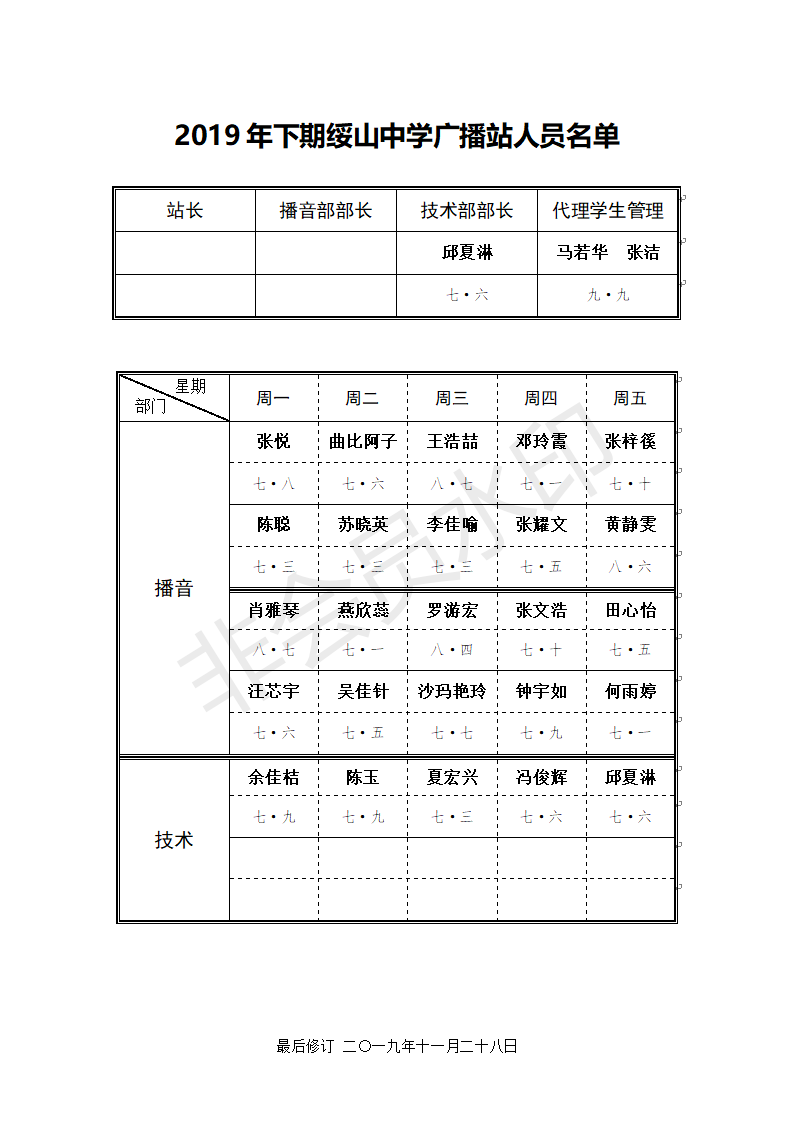 2019年下期绥山中学广播站人员名单
站长 播音部部长 技术部部长 代理学生管理
邱夏淋 马若华 张洁
七·六 九·九
星期
部门 周一 周二 周三 周四 周五
张悦 曲比阿子 王浩喆 邓玲霞 张梓篌
七·八 七·六 八·七 七·一 七·十
陈聪 苏晓英 李佳喻 张耀文 黄静雯
七·三 七·三 七·三 七·五 八·六
播音
肖雅琴 燕欣蕊 罗游宏 张文浩 田心怡
八·七 七·一 八·四 七·十 七·五
汪芯宇 吴佳针 沙玛艳玲 钟宇如 何雨婷
七·六 七·五 七·七 七·九 七·一
余佳桔 陈玉 夏宏兴 冯俊辉 邱夏淋
七·九 七·九 七·三 七·六 七·六
技术
非会员水印
最后修订 二〇一九年十一月二十八日